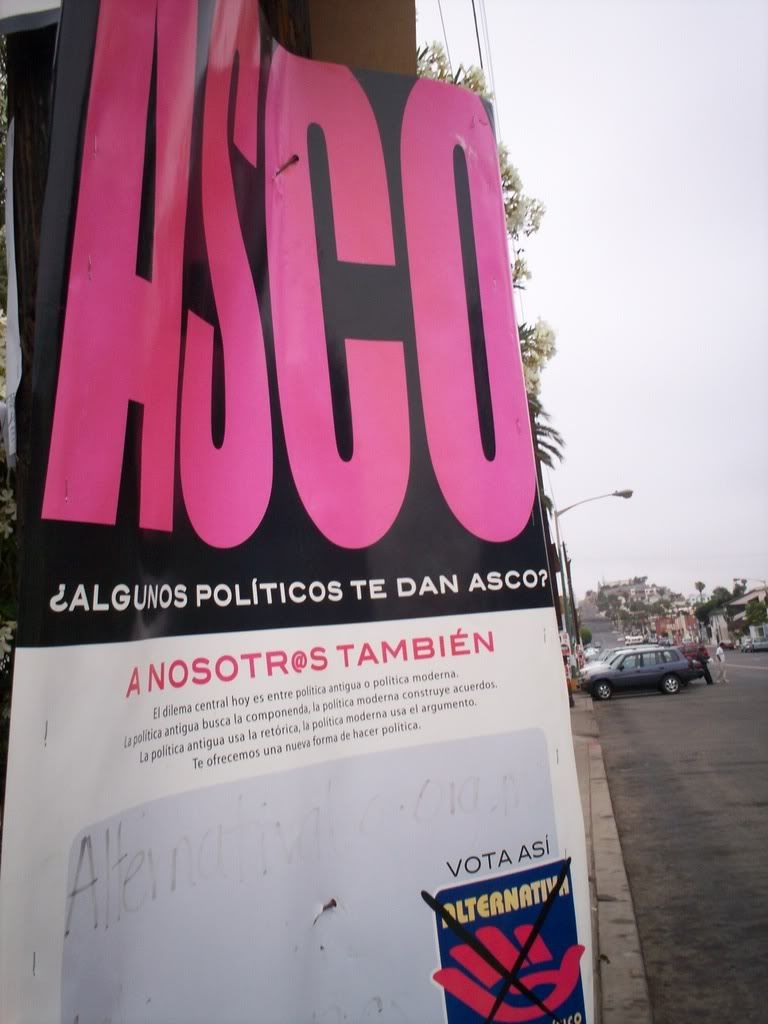 ASCO
¿ALGUNOS POLÍTICOS TE DAN ASCO?
A NOSOTR@S TAMBIÉN
El dilema central hoy es entre política antigua o política moderna.
La política antigua busca la componenda, la política moderna construye acuerdos.
La política antigua usa la retórica, la política moderna usa el argumento.
Te ofrecemos una nueva forma de hacer política.
VOTA ASÍ
ALTERNATIVA